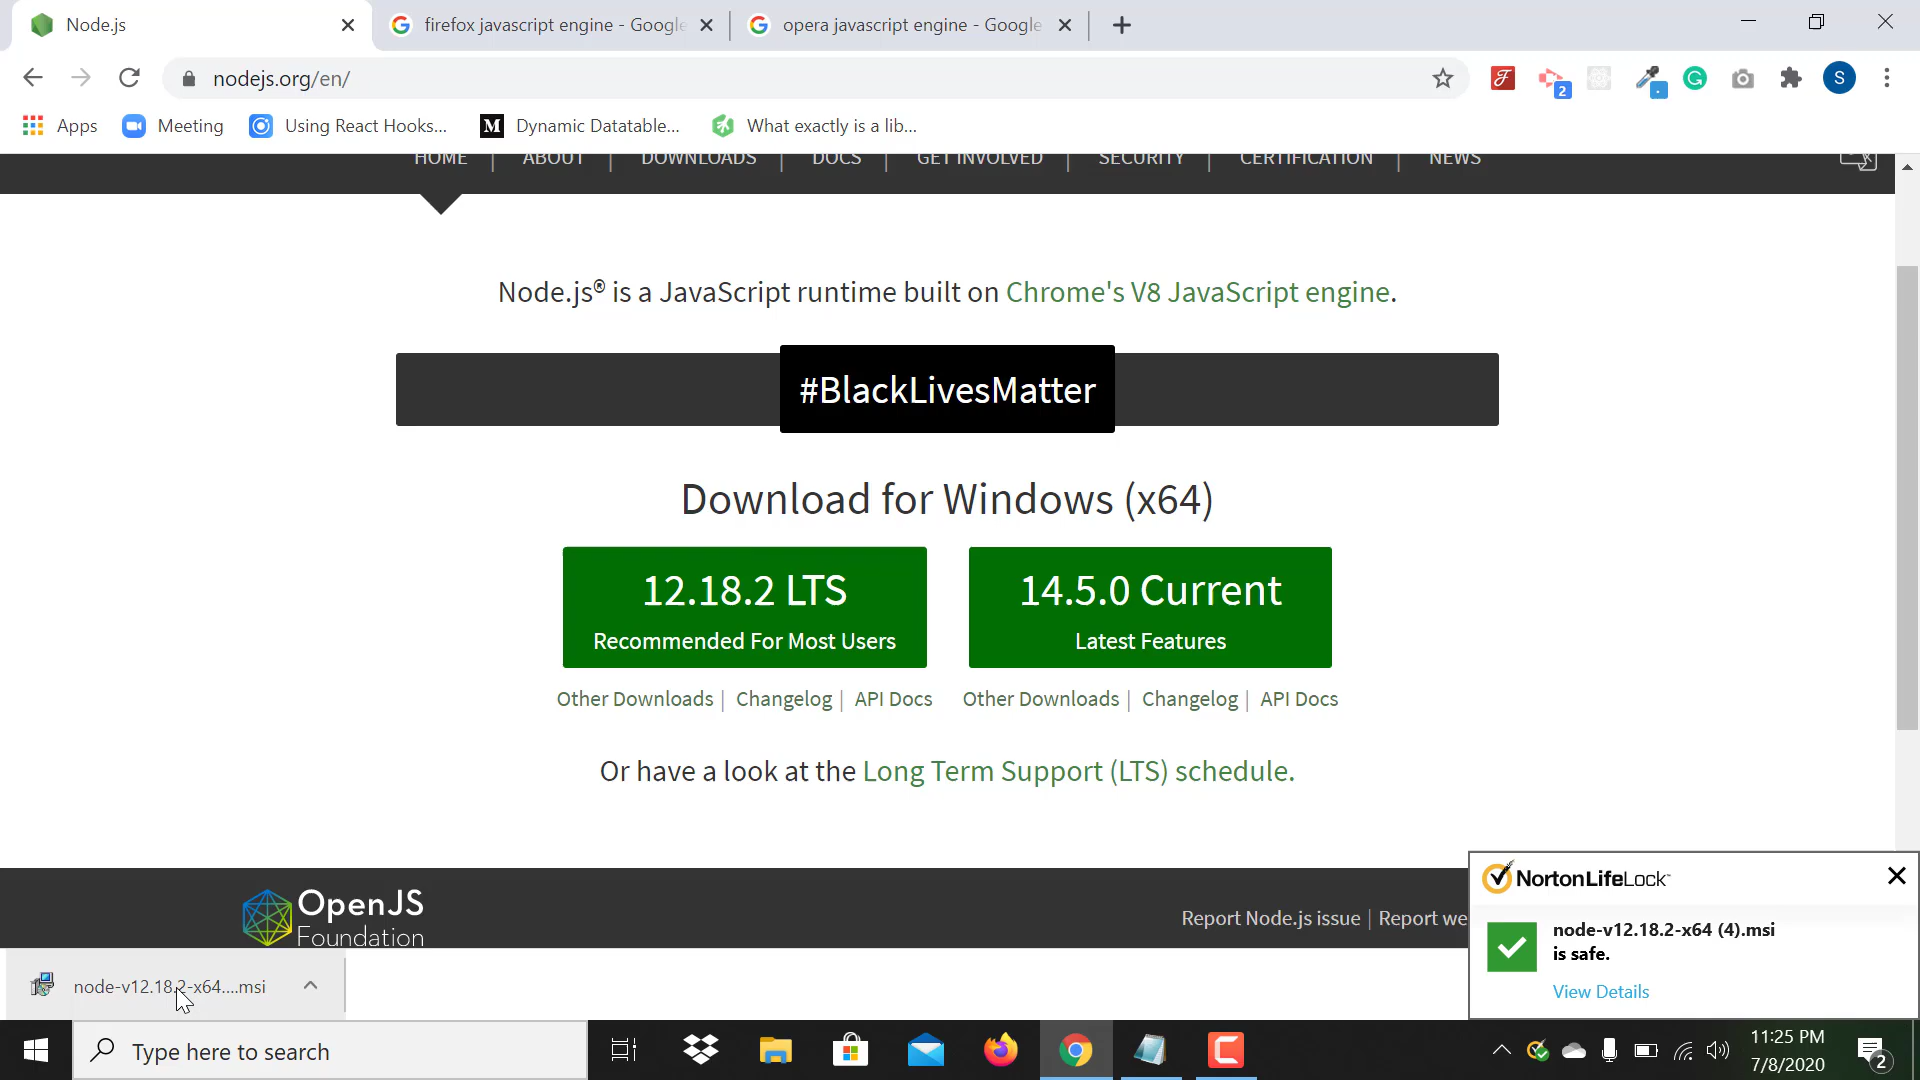 Node.js
firefox javascript engine - Google
opera javascript engine - Google
nodejs.org/en/
2
S
Apps
Meeting
Using React Hooks...
M
Dynamic Datatable...
What exactly is a lib...
HOME | ABOUT | DOWNLOADS | DOCS | GET INVOLVED | SECURITY | CERTIFICATION | NEWS
Node.js® is a JavaScript runtime built on Chrome's V8 JavaScript engine.
#BlackLivesMatter
Download for Windows (x64)
12.18.2 LTS
Recommended For Most Users
14.5.0 Current
Latest Features
Other Downloads | Changelog | API Docs
Other Downloads | Changelog | API Docs
Or have a look at the Long Term Support (LTS) schedule.
OpenJS
Foundation
Report Node.js issue | Report we
NortonLifeLock
node-v12.18.2-x64 (4).msi
is safe.
View Details
node-v12.18.2-x64....msi
Type here to search
11:25 PM
7/8/2020
2